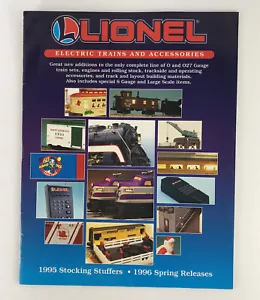 LIONEL
ELECTRIC TRAINS AND ACCESSORIES
Great new additions to the only complete line of O and O27 Gauge
train sets, engines and rolling stock, trackside and operating
accessories, and track and layout building materials.
Also includes special S Gauge and Large Scale items.
LIONEL
1995 Stocking Stuffers • 1996 Spring Releases